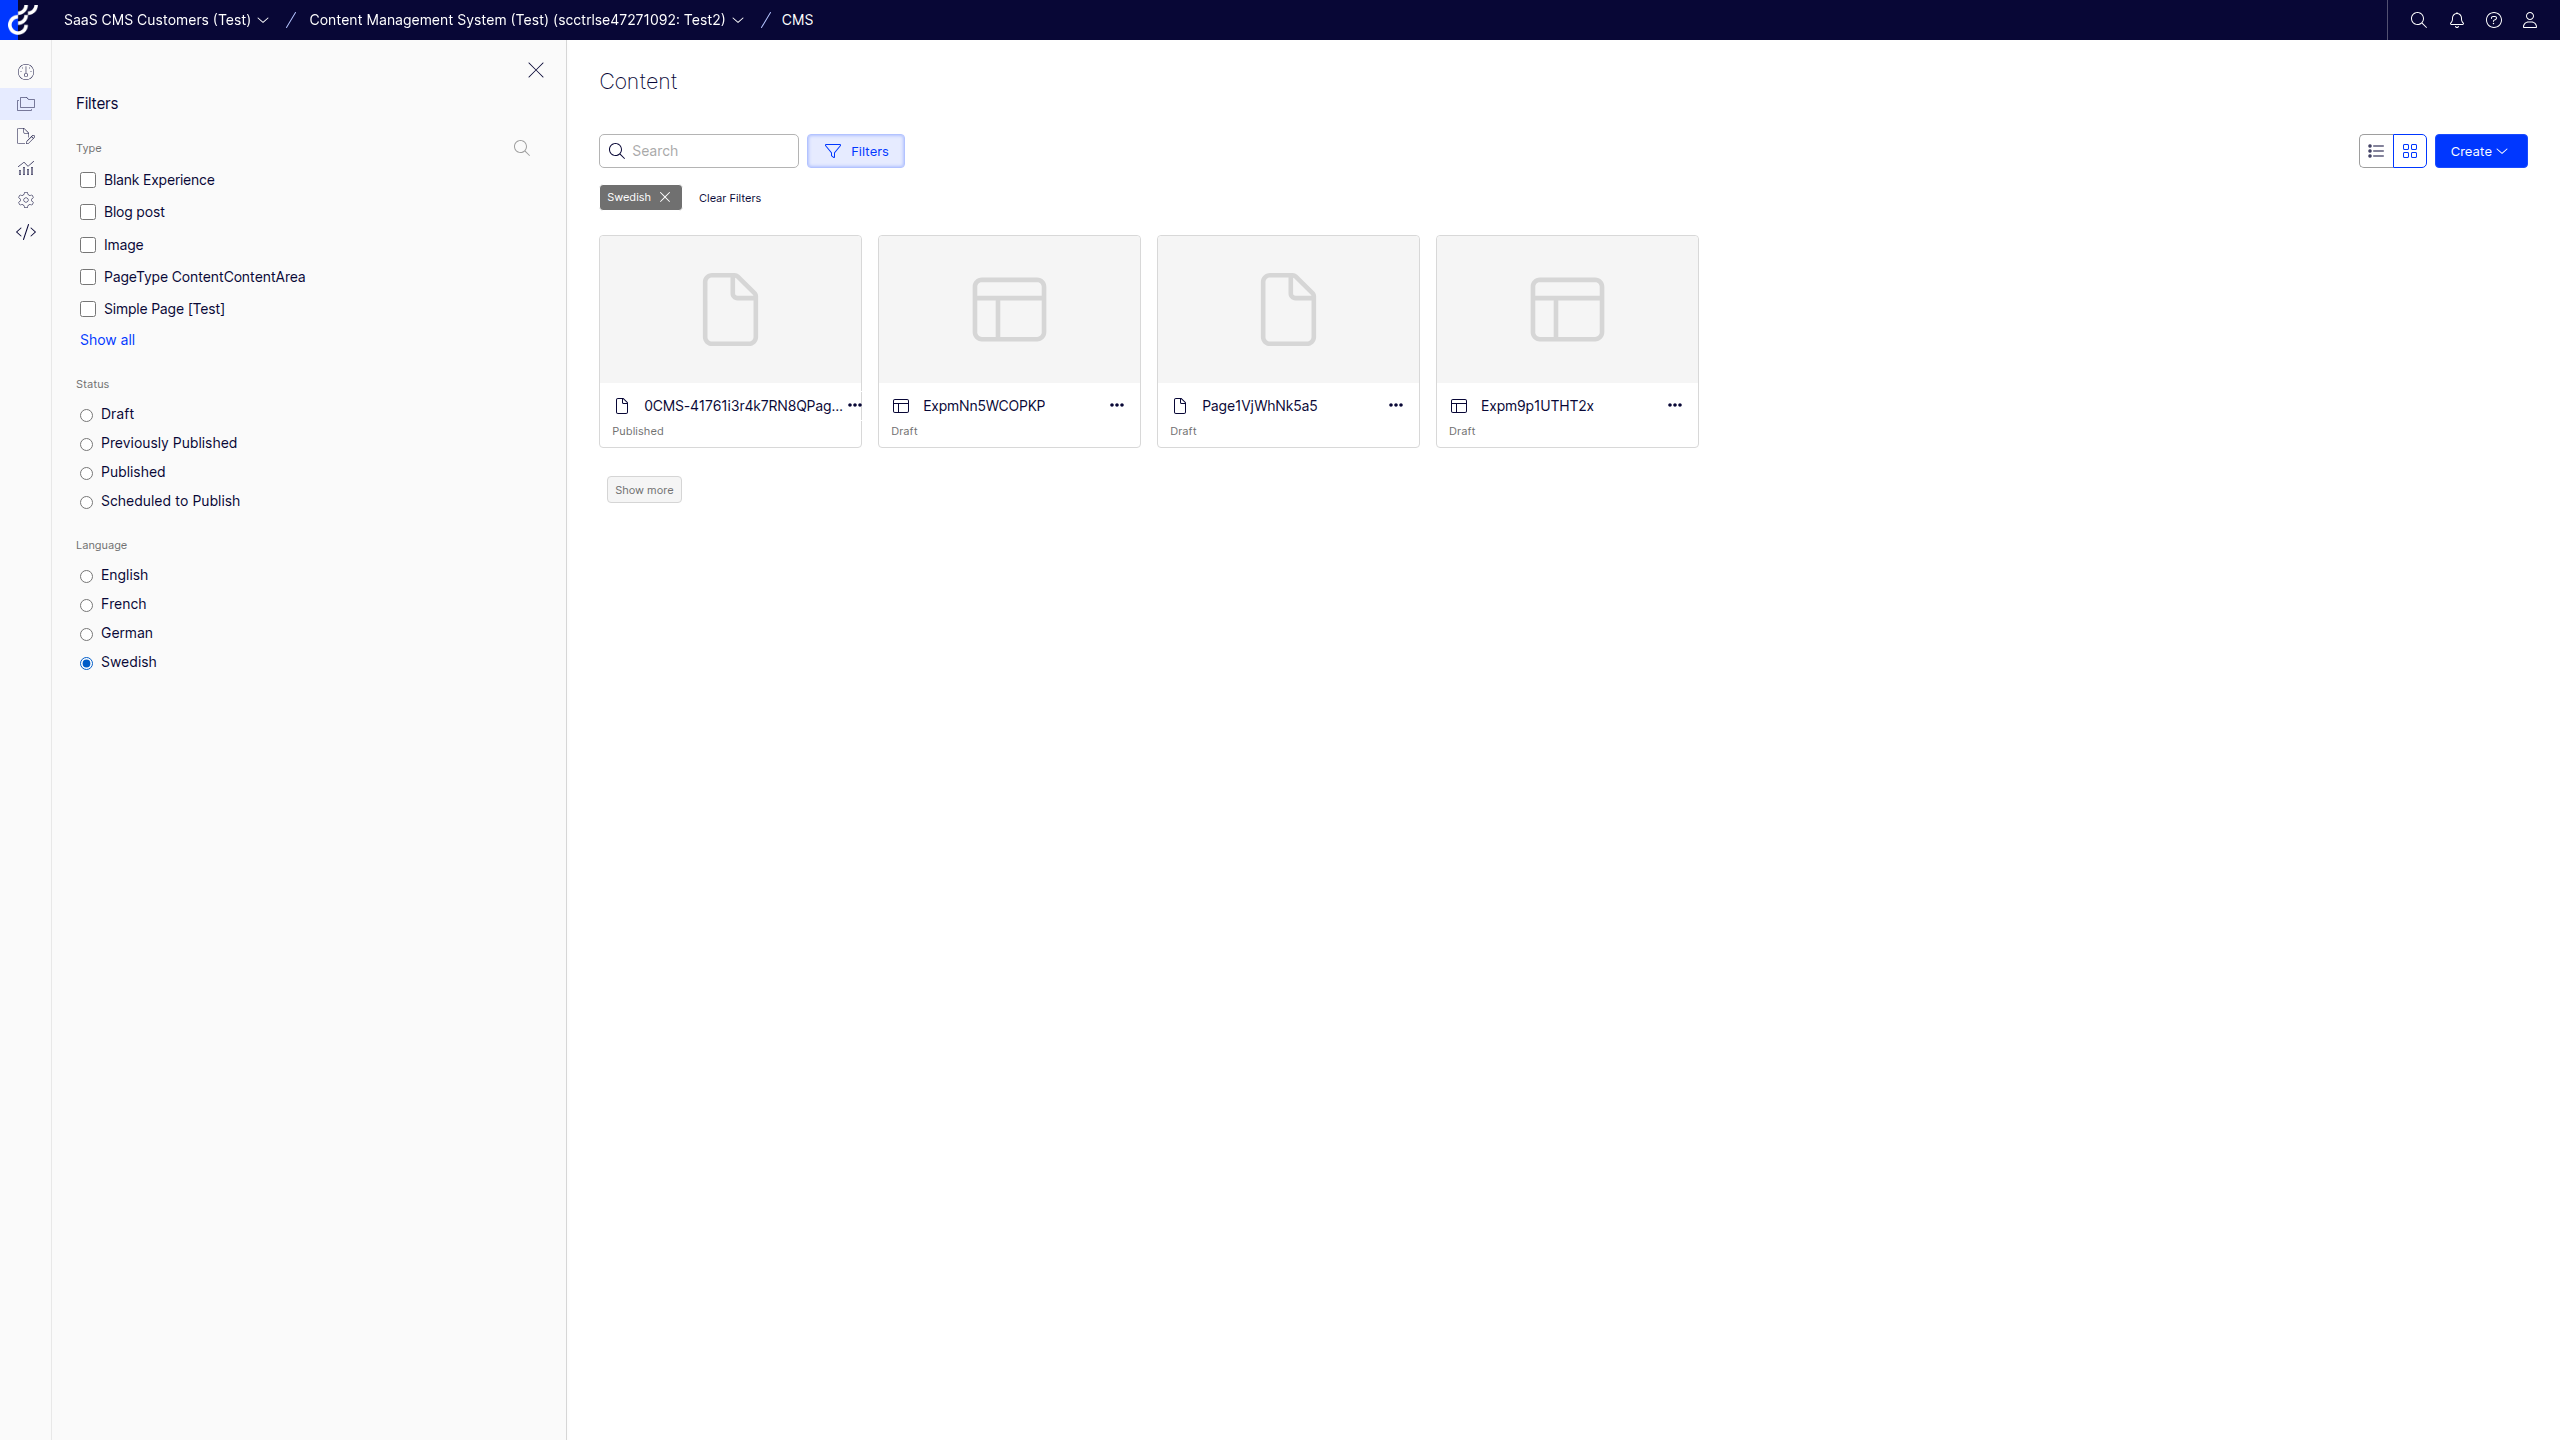 SaaS CMS Customers (Test) / Content Management System (Test) (scctrlse47271092: Test2) / CMS
Filters
Type
Blank Experience
Blog post
Image
PageType ContentContentArea
Simple Page [Test]
Show all
Status
Draft
Previously Published
Published
Scheduled to Publish
Language
English
French
German
Swedish
Content
Search
Filters
Create
Swedish
Clear Filters
0CMS-41761i3r4k7RN8QPag...
Published
ExpmNn5WCOPKP
Draft
Page1VjWhNk5a5
Draft
Expm9p1UTHT2x
Draft
Show more